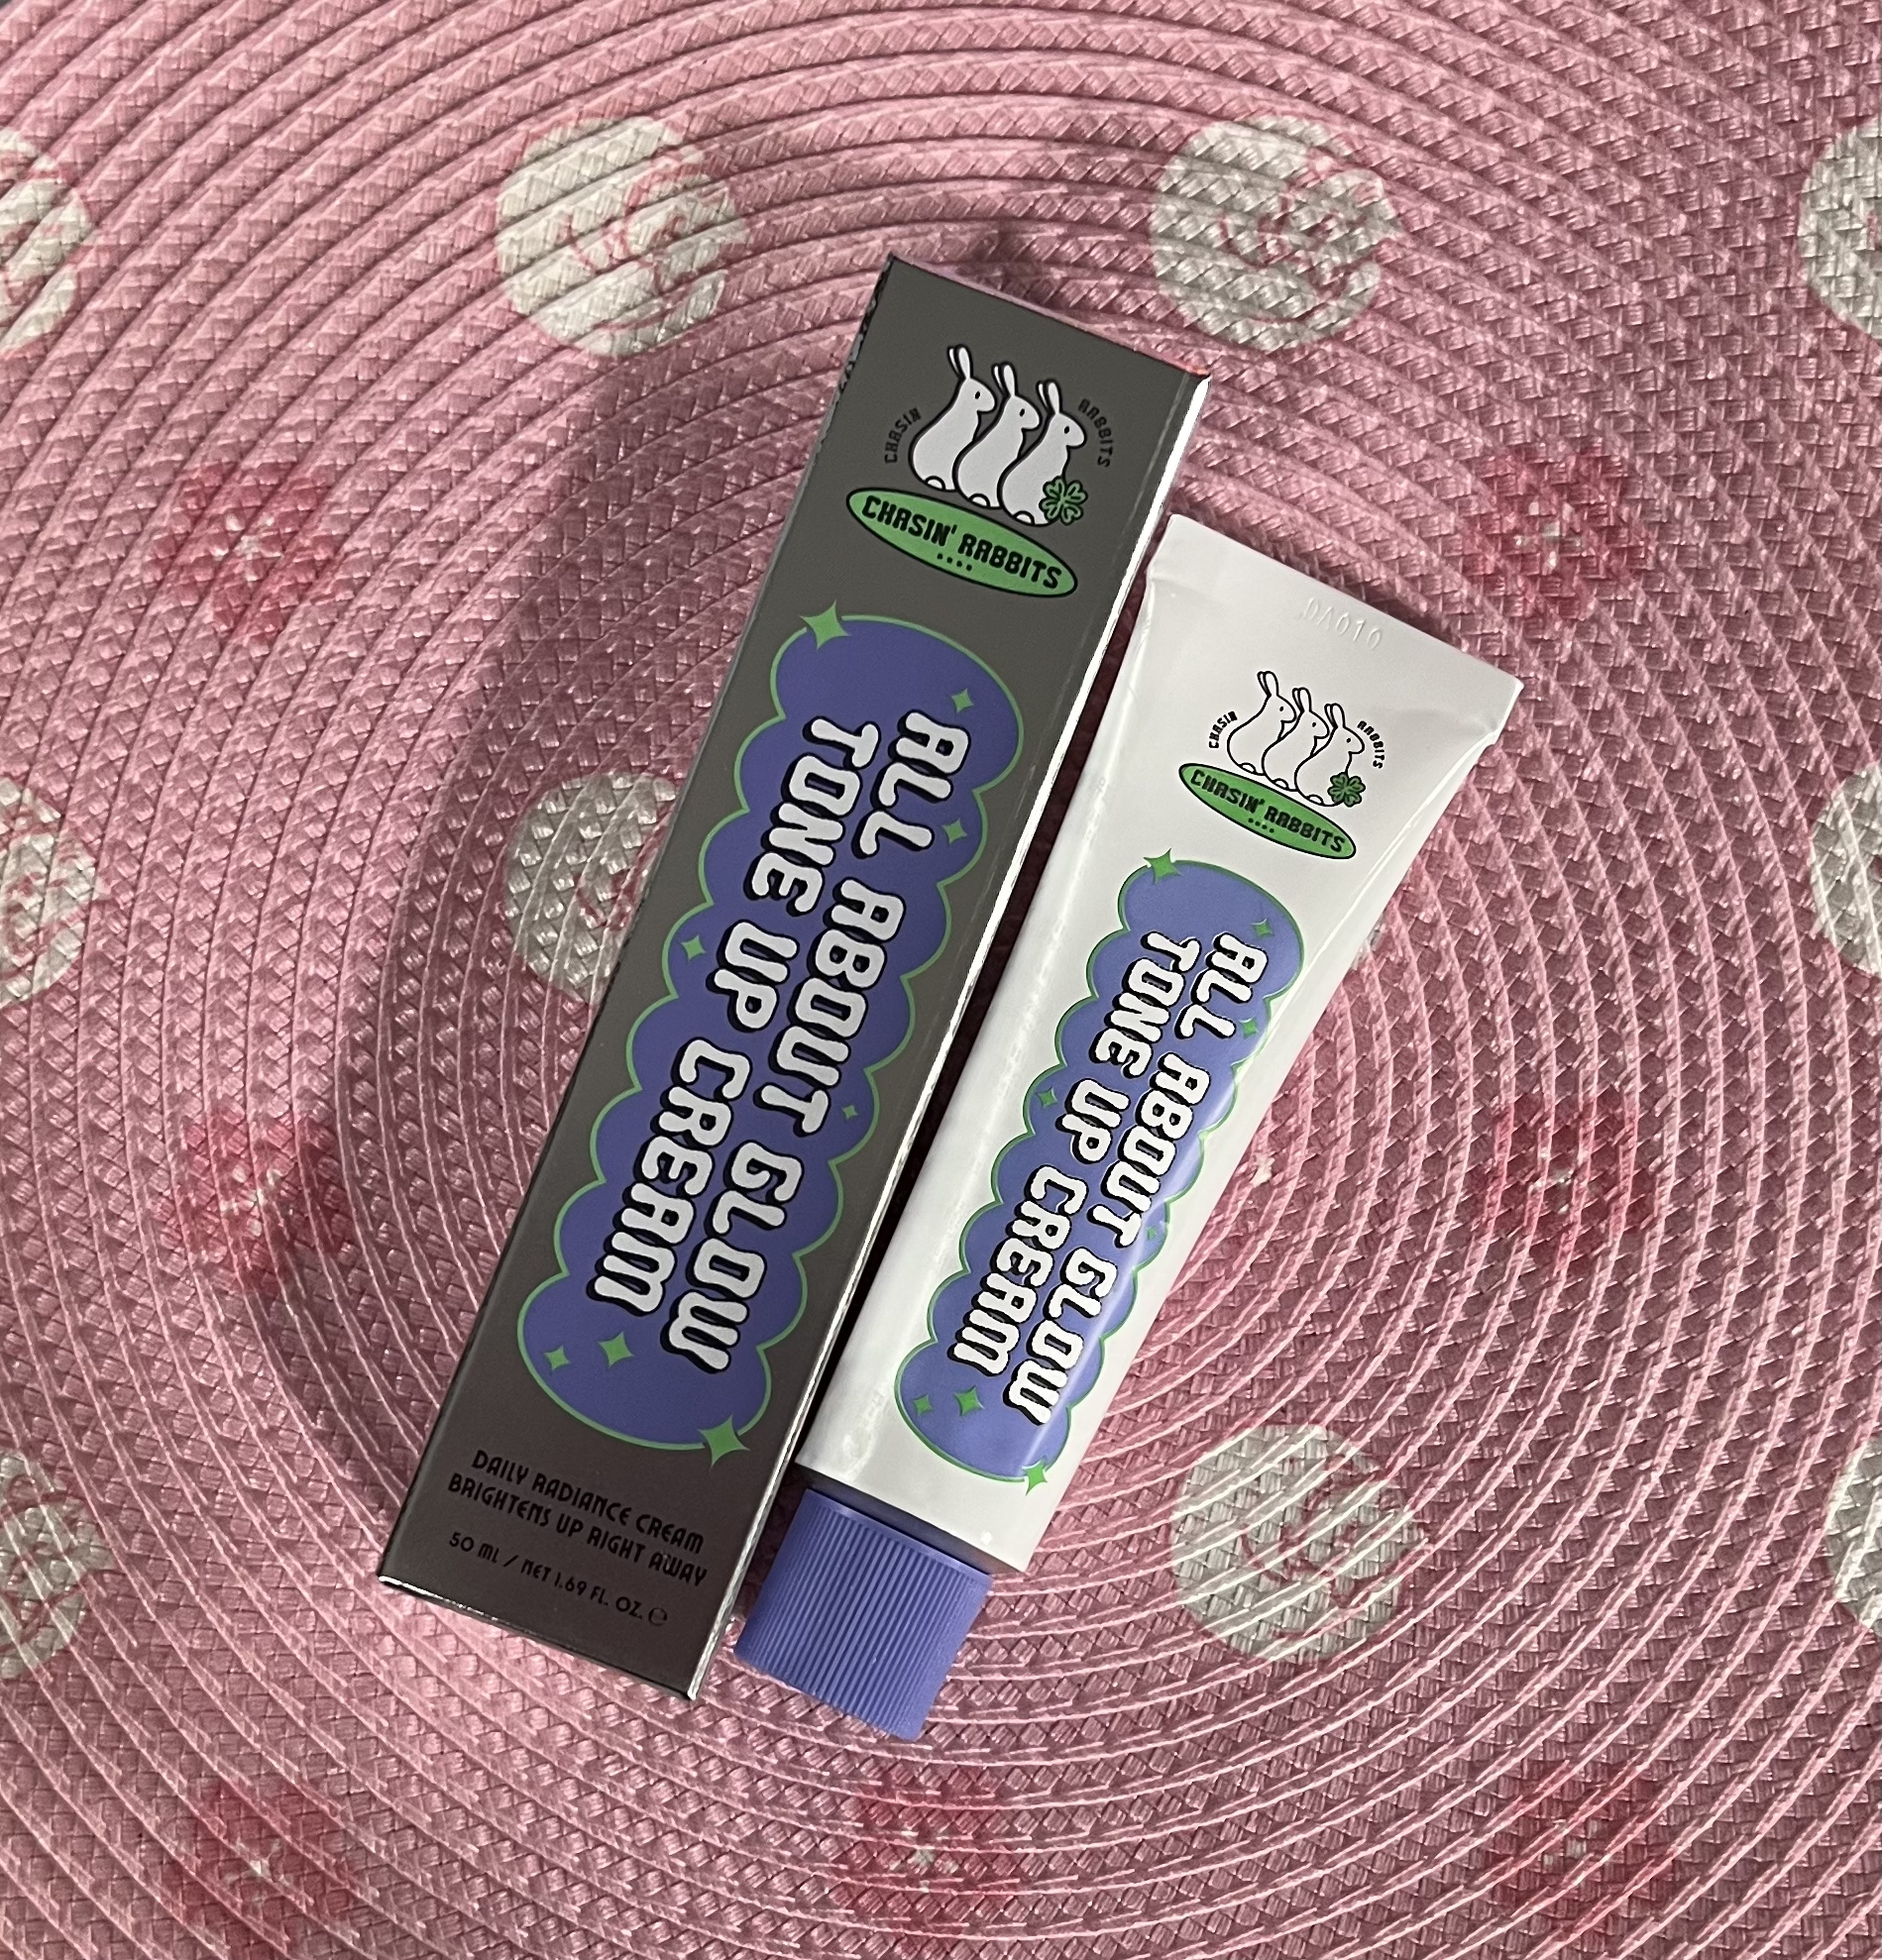 CHASIN RABBITS
CHASIN' RABBITS
ALL ABOUT GLOW
TONE UP CREAM
DAILY RADIANCE CREAM
BRIGHTENS UP RIGHT AWAY
50 ML / NET 1.69 FL. OZ. ℮
DA010
CHASIN RABBITS
CHASIN' RABBITS
ALL ABOUT GLOW
TONE UP CREAM